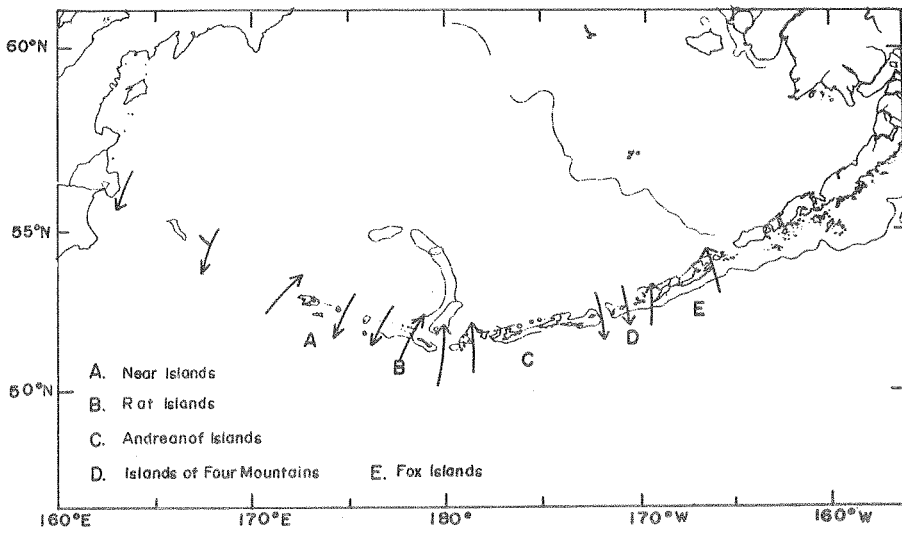 60°N
55°N
50°N
A
B
C
D
E
A. Near Islands
B. Rat Islands
C. Andreanof Islands
D. Islands of Four Mountains E. Fox Islands
160°E 170°E 180° 170°W 160°W